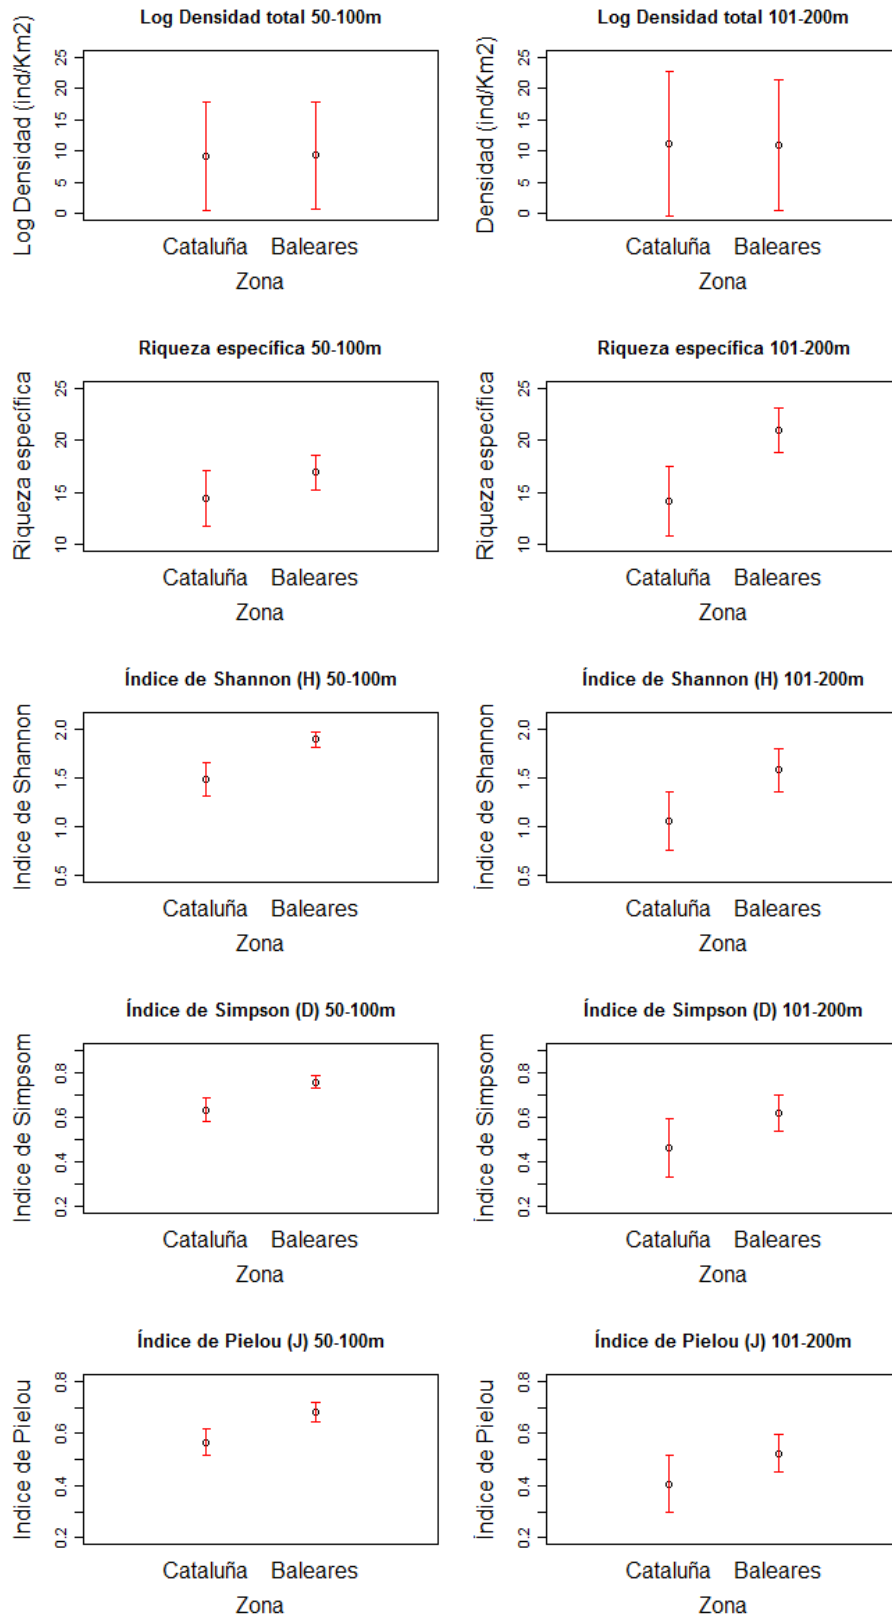 Log Densidad total 50-100m
Log Densidad (ind/Km2)
25
20
15
10
5
0
Cataluña Baleares
Zona
Densidad total 101-200m
Densidad (ind/Km2)
25
20
15
10
5
0
Cataluña Baleares
Zona
Riqueza específica 50-100m
Riqueza específica
25
20
15
10
Cataluña Baleares
Zona
Riqueza específica 101-200m
Riqueza específica
25
20
15
10
Cataluña Baleares
Zona
Índice de Shannon (H) 50-100m
Indice de Shannon
2.0
1.5
1.0
0.5
Cataluña Baleares
Zona
Índice de Shannon (H) 101-200m
Índice de Shannon
2.0
1.5
1.0
0.5
Cataluña Baleares
Zona
Índice de Simpson (D) 50-100m
Indice de Simpsom
0.8
0.6
0.4
0.2
Cataluña Baleares
Zona
Índice de Simpson (D) 101-200m
Índice de Simpson
0.8
0.6
0.4
0.2
Cataluña Baleares
Zona
Índice de Pielou (J) 50-100m
Indice de Pielou
0.8
0.6
0.4
0.2
Cataluña Baleares
Zona
Índice de Pielou (J) 101-200m
Índice de Pielou
0.8
0.6
0.4
0.2
Cataluña Baleares
Zona